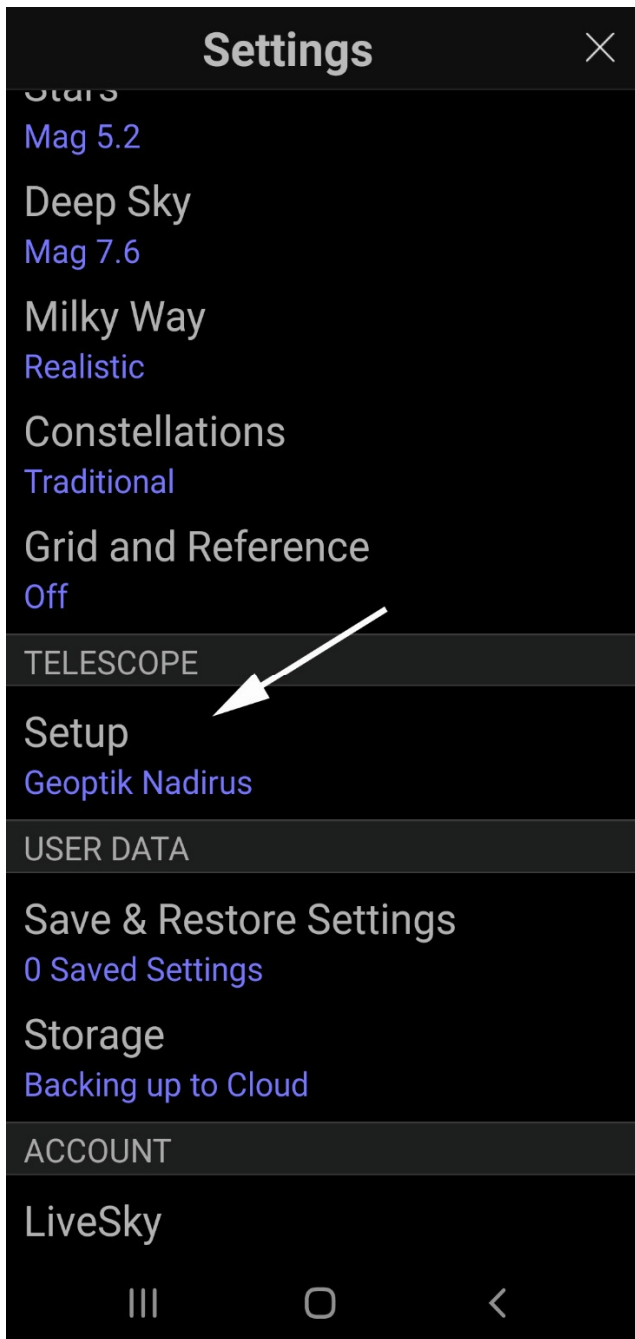 Settings
Stars
Mag 5.2
Deep Sky
Mag 7.6
Milky Way
Realistic
Constellations
Traditional
Grid and Reference
Off
TELESCOPE
Setup
Geoptik Nadirus
USER DATA
Save & Restore Settings
0 Saved Settings
Storage
Backing up to Cloud
ACCOUNT
LiveSky